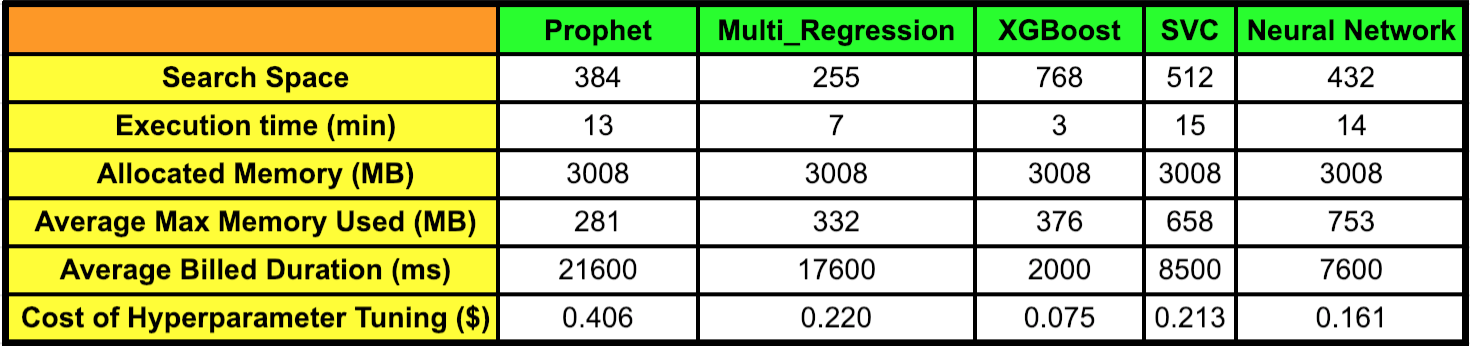 Prophet Multi_Regression XGBoost SVC Neural Network
Search Space 384 255 768 512 432
Execution time (min) 13 7 3 15 14
Allocated Memory (MB) 3008 3008 3008 3008 3008
Average Max Memory Used (MB) 281 332 376 658 753
Average Billed Duration (ms) 21600 17600 2000 8500 7600
Cost of Hyperparameter Tuning ($) 0.406 0.220 0.075 0.213 0.161